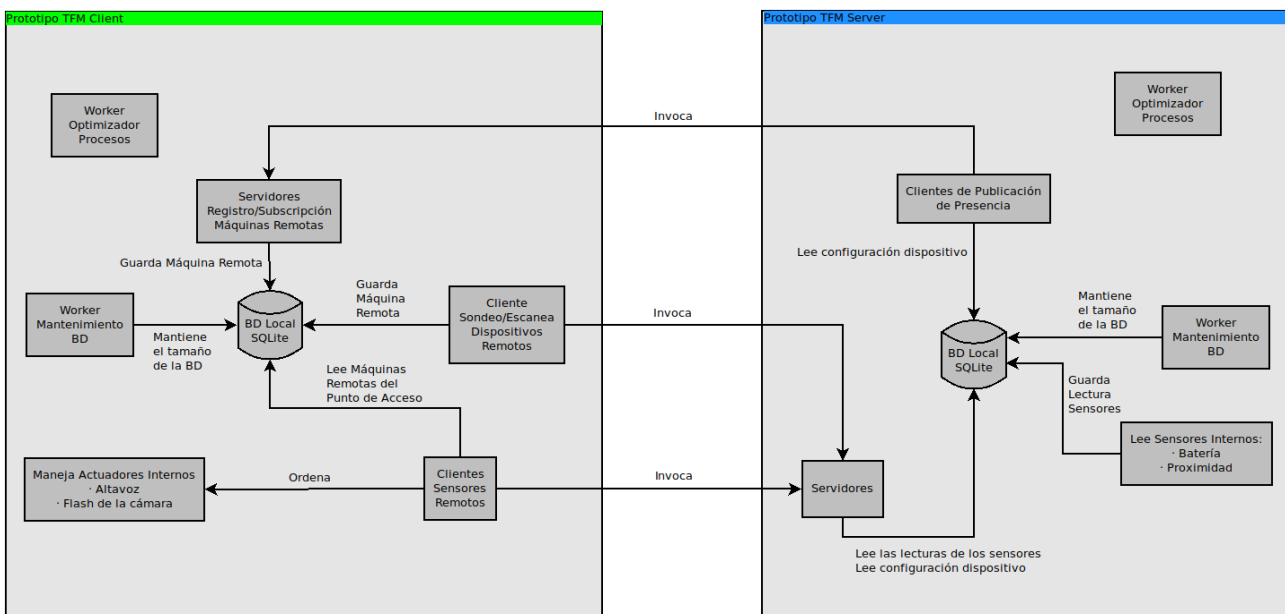 Prototipo TFM Client
Worker
Optimizador
Procesos
Servidores
Registro/Subscripción
Máquinas Remotas
Guarda Máquina Remota
Worker
Mantenimiento
BD
Mantiene
el tamaño
de la BD
BD Local
SQLite
Guarda
Máquina
Remota
Cliente
Sondeo/Escanea
Dispositivos
Remotos
Lee Máquinas
Remotas del
Punto de Acceso
Maneja Actuadores Internos
· Altavoz
· Flash de la cámara
Ordena
Clientes
Sensores
Remotos
Invoca
Invoca
Invoca
Prototipo TFM Server
Worker
Optimizador
Procesos
Clientes de Publicación
de Presencia
Lee configuración dispositivo
BD Local
SQLite
Mantiene
el tamaño
de la BD
Worker
Mantenimiento
BD
Guarda
Lectura
Sensores
Lee Sensores Internos:
· Batería
· Proximidad
Servidores
Lee las lecturas de los sensores
Lee configuración dispositivo